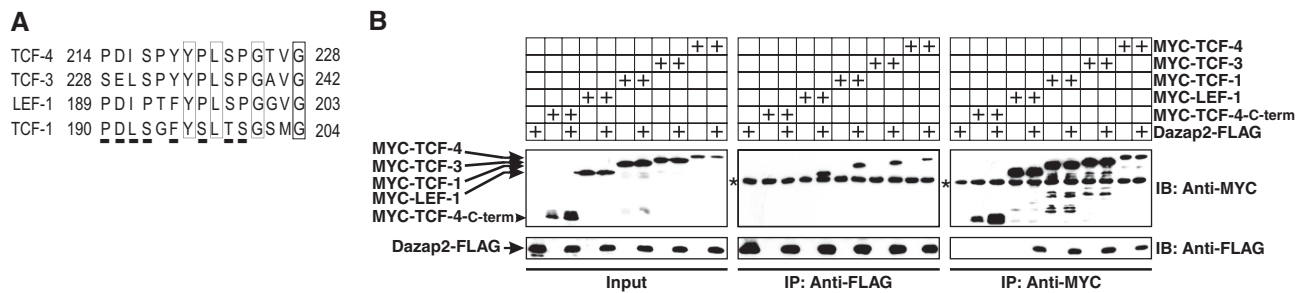 A
TCF-4 214 PDISPYYPLSPGTVG 228
TCF-3 228 SELSPYYPLSPGAVG 242
LEF-1 189 PDIPTFYPLSPGGVG 203
TCF-1 190 PDLSGFYSLTSGSMG 204
B
+ + + + + + MYC-TCF-4
+ + + + + + MYC-TCF-3
+ + + + + + MYC-TCF-1
+ + + + + + MYC-LEF-1
+ + + + + + MYC-TCF-4-C-term
+ + + + + + + + + + + + + + + + + + Dazap2-FLAG
MYC-TCF-4
MYC-TCF-3
MYC-TCF-1
MYC-LEF-1
MYC-TCF-4-C-term
* *
IB: Anti-MYC
Dazap2-FLAG
IB: Anti-FLAG
Input IP: Anti-FLAG IP: Anti-MYC